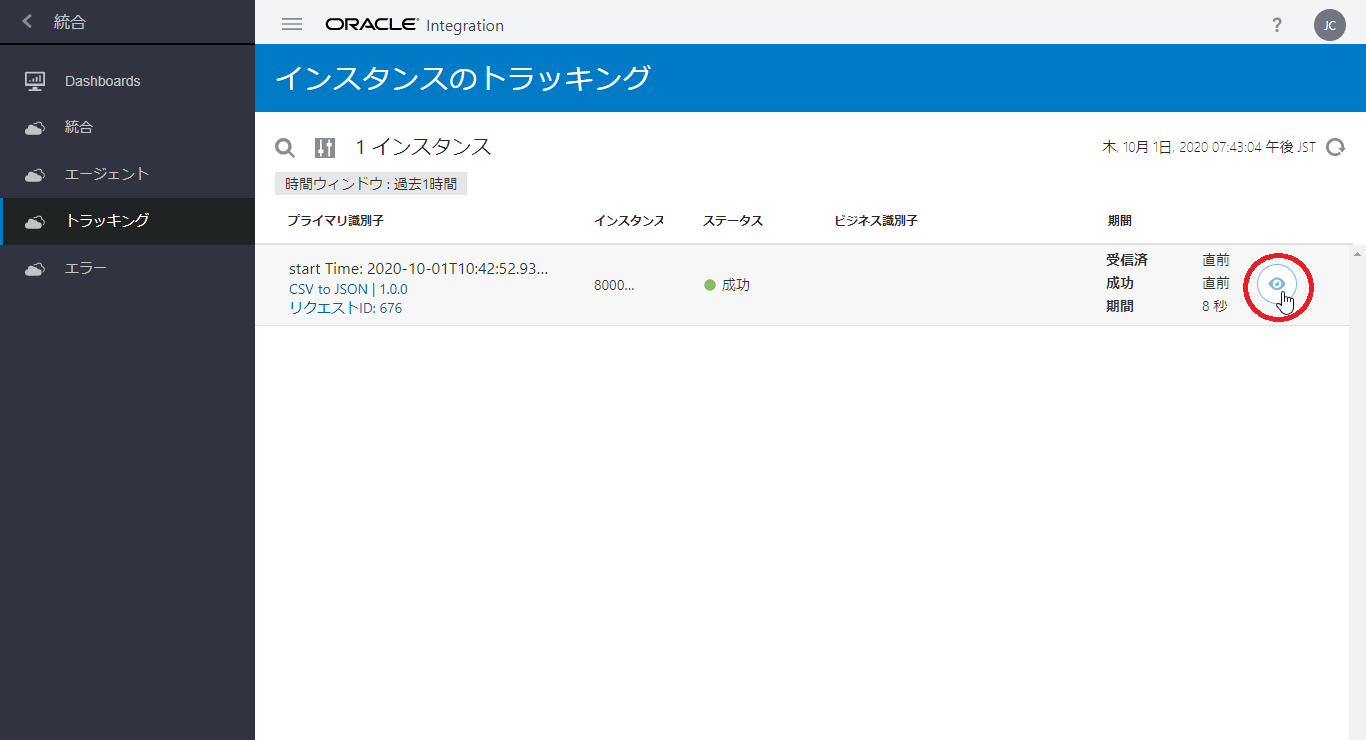 統合
ORACLE Integration
?
JC
Dashboards
統合
エージェント
トラッキング
エラー
インスタンスのトラッキング
1 インスタンス
木, 10月 1日, 2020 07:43:04 午後 JST
時間ウィンドウ : 過去1時間
プライマリ識別子 インスタンス ステータス ビジネス識別子 期間
start Time: 2020-10-01T10:42:52.93...
CSV to JSON | 1.0.0
リクエストID: 676
8000...
成功
受信済 直前
成功 直前
期間 8 秒